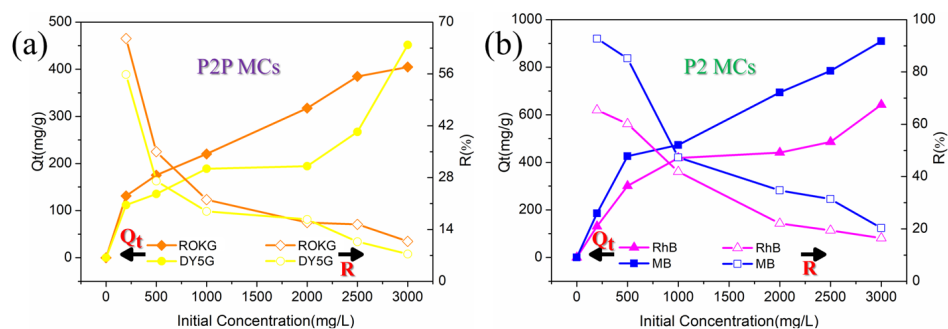 (a)
P2P MCs
Qt(mg/g)
500
400
300
200
100
0
R(%)
70
56
42
28
14
0
Qt
ROKG
DY5G
ROKG
DY5G
R
0 500 1000 1500 2000 2500 3000
Initial Concentration(mg/L)
(b)
P2 MCs
Qt(mg/g)
1000
800
600
400
200
0
R(%)
100
80
60
40
20
0
Qt
RhB
MB
RhB
MB
R
0 500 1000 1500 2000 2500 3000
Initial Concentration(mg/L)